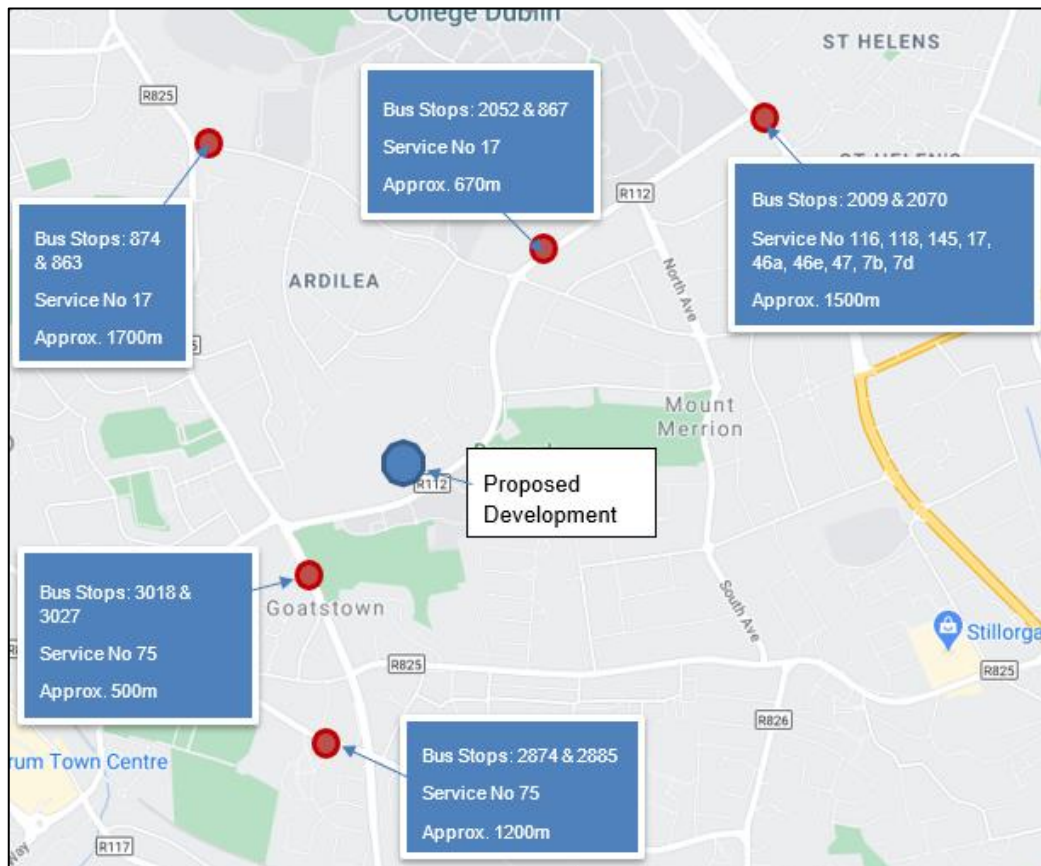 College Dublin
ST HELENS
R825
Bus Stops: 2052 & 867
Service No 17
Approx. 670m
R112
Bus Stops: 2009 & 2070
Service No 116, 118, 145, 17,
46a, 46e, 47, 7b, 7d
Approx. 1500m
Bus Stops: 874
& 863
Service No 17
Approx. 1700m
ARDILEA
North Ave
Mount
Merrion
R112
Proposed
Development
Bus Stops: 3018 &
3027
Service No 75
Approx. 500m
Goatstown
South Ave
Stillorga
R825
R825
R826
Bus Stops: 2874 & 2885
Service No 75
Approx. 1200m
rum Town Centre
R117
Way